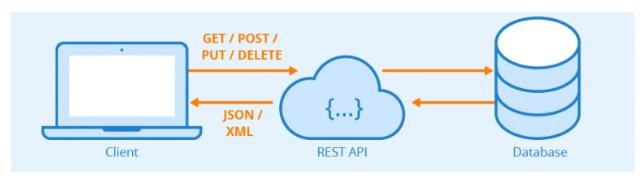 GET / POST /
PUT / DELETE
{...}
JSON /
XML
Client
REST API
Database